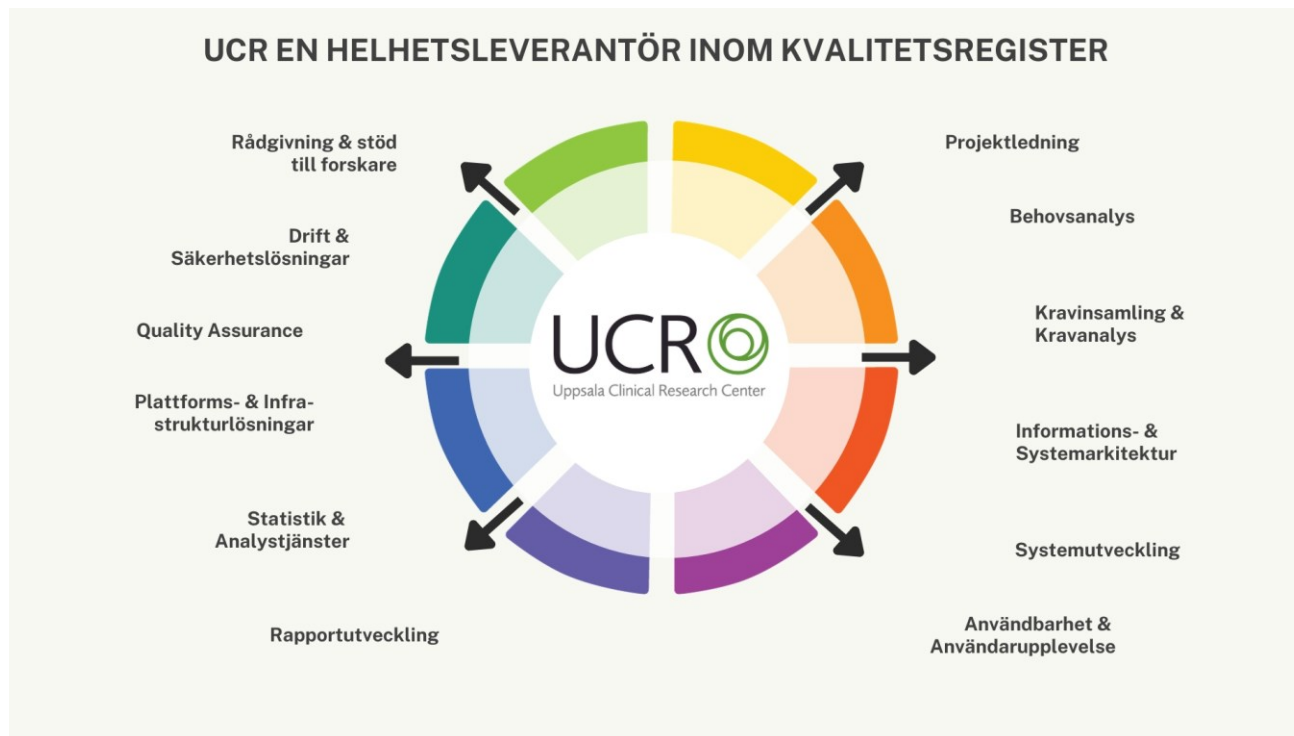 UCR EN HELHETSLEVERANTÖR INOM KVALITETSREGISTER
Rådgivning & stöd
till forskare
Drift &
Säkerhetslösningar
Quality Assurance
Plattforms- & Infra-
strukturlösningar
Statistik &
Analystjänster
Rapportutveckling
UCR
Uppsala Clinical Research Center
Projektledning
Behovsanalys
Kravinsamling &
Kravanalys
Informations- &
Systemarkitektur
Systemutveckling
Användbarhet &
Användarupplevelse